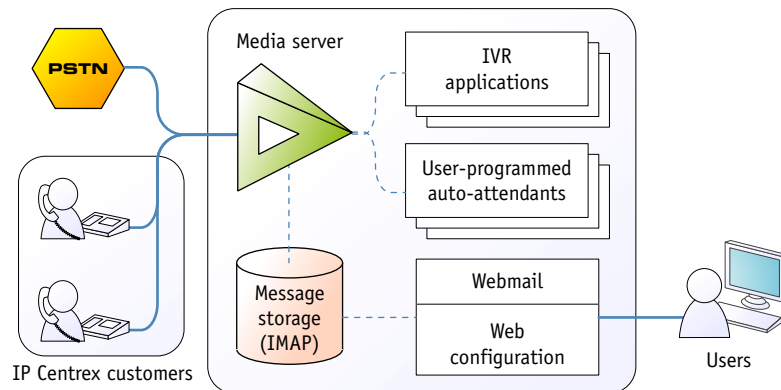 Media server
PSTN
IVR
applications
User-programmed
auto-attendants
Message
storage
(IMAP)
Webmail
Web
configuration
IP Centrex customers
Users